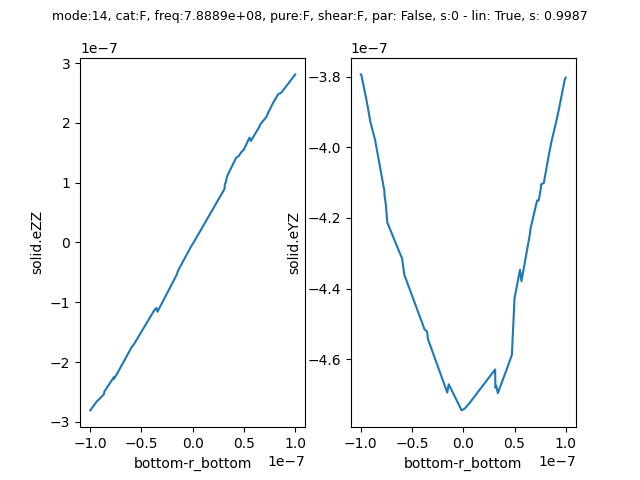 mode:14, cat:F, freq:7.8889e+08, pure:F, shear:F, par: False, s:0 - lin: True, s: 0.9987
1e−7
3
2
1
0
−1
−2
−3
solid.eZZ
−1.0 −0.5 0.0 0.5 1.0
bottom-r_bottom 1e−7
1e−7
−3.8
−4.0
−4.2
−4.4
−4.6
solid.eYZ
−1.0 −0.5 0.0 0.5 1.0
bottom-r_bottom 1e−7